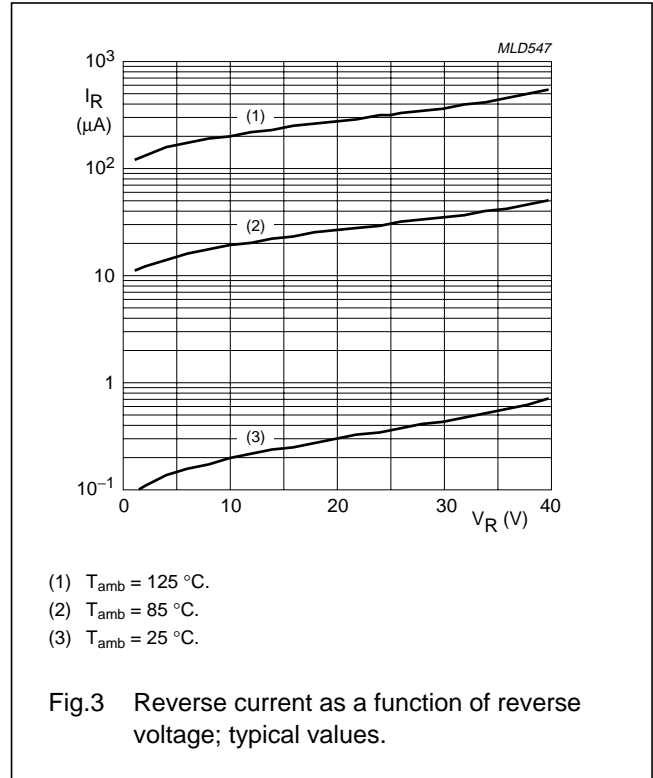 MLD547
10³
I_R
(μA)
(1)
10²
(2)
10
1
(3)
10⁻¹
0 10 20 30 40
V_R (V)
(1) T_amb = 125 °C.
(2) T_amb = 85 °C.
(3) T_amb = 25 °C.
Fig.3 Reverse current as a function of reverse
voltage; typical values.